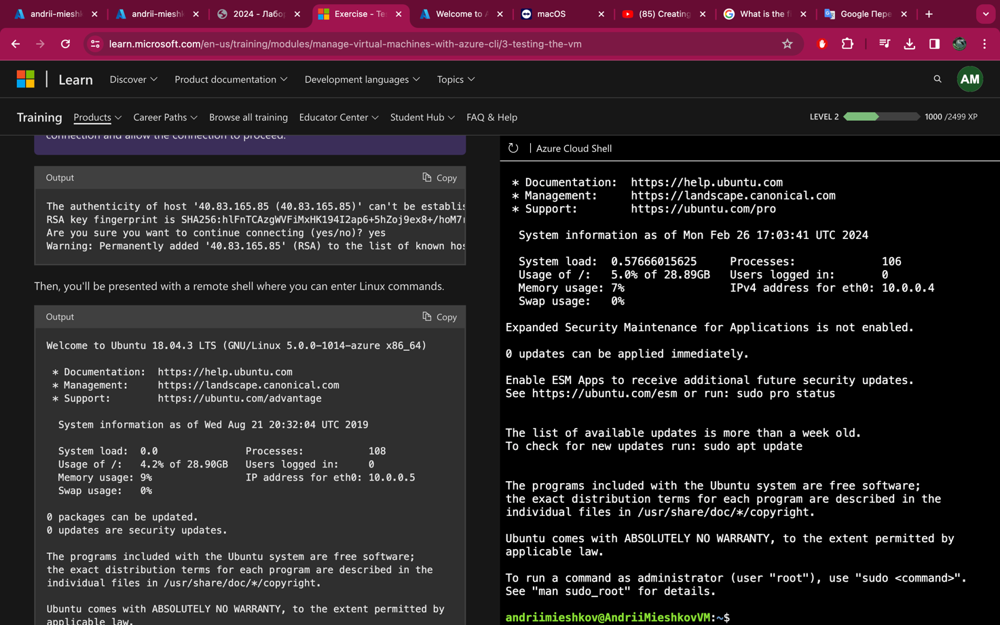 andrii-miesh
andrii-miesh
2024 - Лабо
Exercise - Te
Welcome to A
macOS
(85) Creating
What is the fi
Google Пере
learn.microsoft.com/en-us/training/modules/manage-virtual-machines-with-azure-cli/3-testing-the-vm
Learn
Discover
Product documentation
Development languages
Topics
AM
Training
Products
Career Paths
Browse all training
Educator Center
Student Hub
FAQ & Help
LEVEL 2
1000 /2499 XP
connection and allow the connection to proceed.
Output
Copy
The authenticity of host '40.83.165.85 (40.83.165.85)' can't be establis
RSA key fingerprint is SHA256:hlFnTCAzgWVFiMxHK194I2ap6+5hZoj9ex8+/hoM7r
Are you sure you want to continue connecting (yes/no)? yes
Warning: Permanently added '40.83.165.85' (RSA) to the list of known hos
Then, you'll be presented with a remote shell where you can enter Linux commands.
Output
Copy
Welcome to Ubuntu 18.04.3 LTS (GNU/Linux 5.0.0-1014-azure x86_64)
* Documentation: https://help.ubuntu.com
* Management: https://landscape.canonical.com
* Support: https://ubuntu.com/advantage
System information as of Wed Aug 21 20:32:04 UTC 2019
System load: 0.0 Processes: 108
Usage of /: 4.2% of 28.90GB Users logged in: 0
Memory usage: 9% IP address for eth0: 10.0.0.5
Swap usage: 0%
0 packages can be updated.
0 updates are security updates.
The programs included with the Ubuntu system are free software;
the exact distribution terms for each program are described in the
individual files in /usr/share/doc/*/copyright.
Ubuntu comes with ABSOLUTELY NO WARRANTY, to the extent permitted by
applicable law.
Azure Cloud Shell
* Documentation: https://help.ubuntu.com
* Management: https://landscape.canonical.com
* Support: https://ubuntu.com/pro
System information as of Mon Feb 26 17:03:41 UTC 2024
System load: 0.57666015625 Processes: 106
Usage of /: 5.0% of 28.89GB Users logged in: 0
Memory usage: 7% IPv4 address for eth0: 10.0.0.4
Swap usage: 0%
Expanded Security Maintenance for Applications is not enabled.
0 updates can be applied immediately.
Enable ESM Apps to receive additional future security updates.
See https://ubuntu.com/esm or run: sudo pro status
The list of available updates is more than a week old.
To check for new updates run: sudo apt update
The programs included with the Ubuntu system are free software;
the exact distribution terms for each program are described in the
individual files in /usr/share/doc/*/copyright.
Ubuntu comes with ABSOLUTELY NO WARRANTY, to the extent permitted by
applicable law.
To run a command as administrator (user "root"), use "sudo <command>".
See "man sudo_root" for details.
andriimieshkov@AndriiMieshkovVM:~$